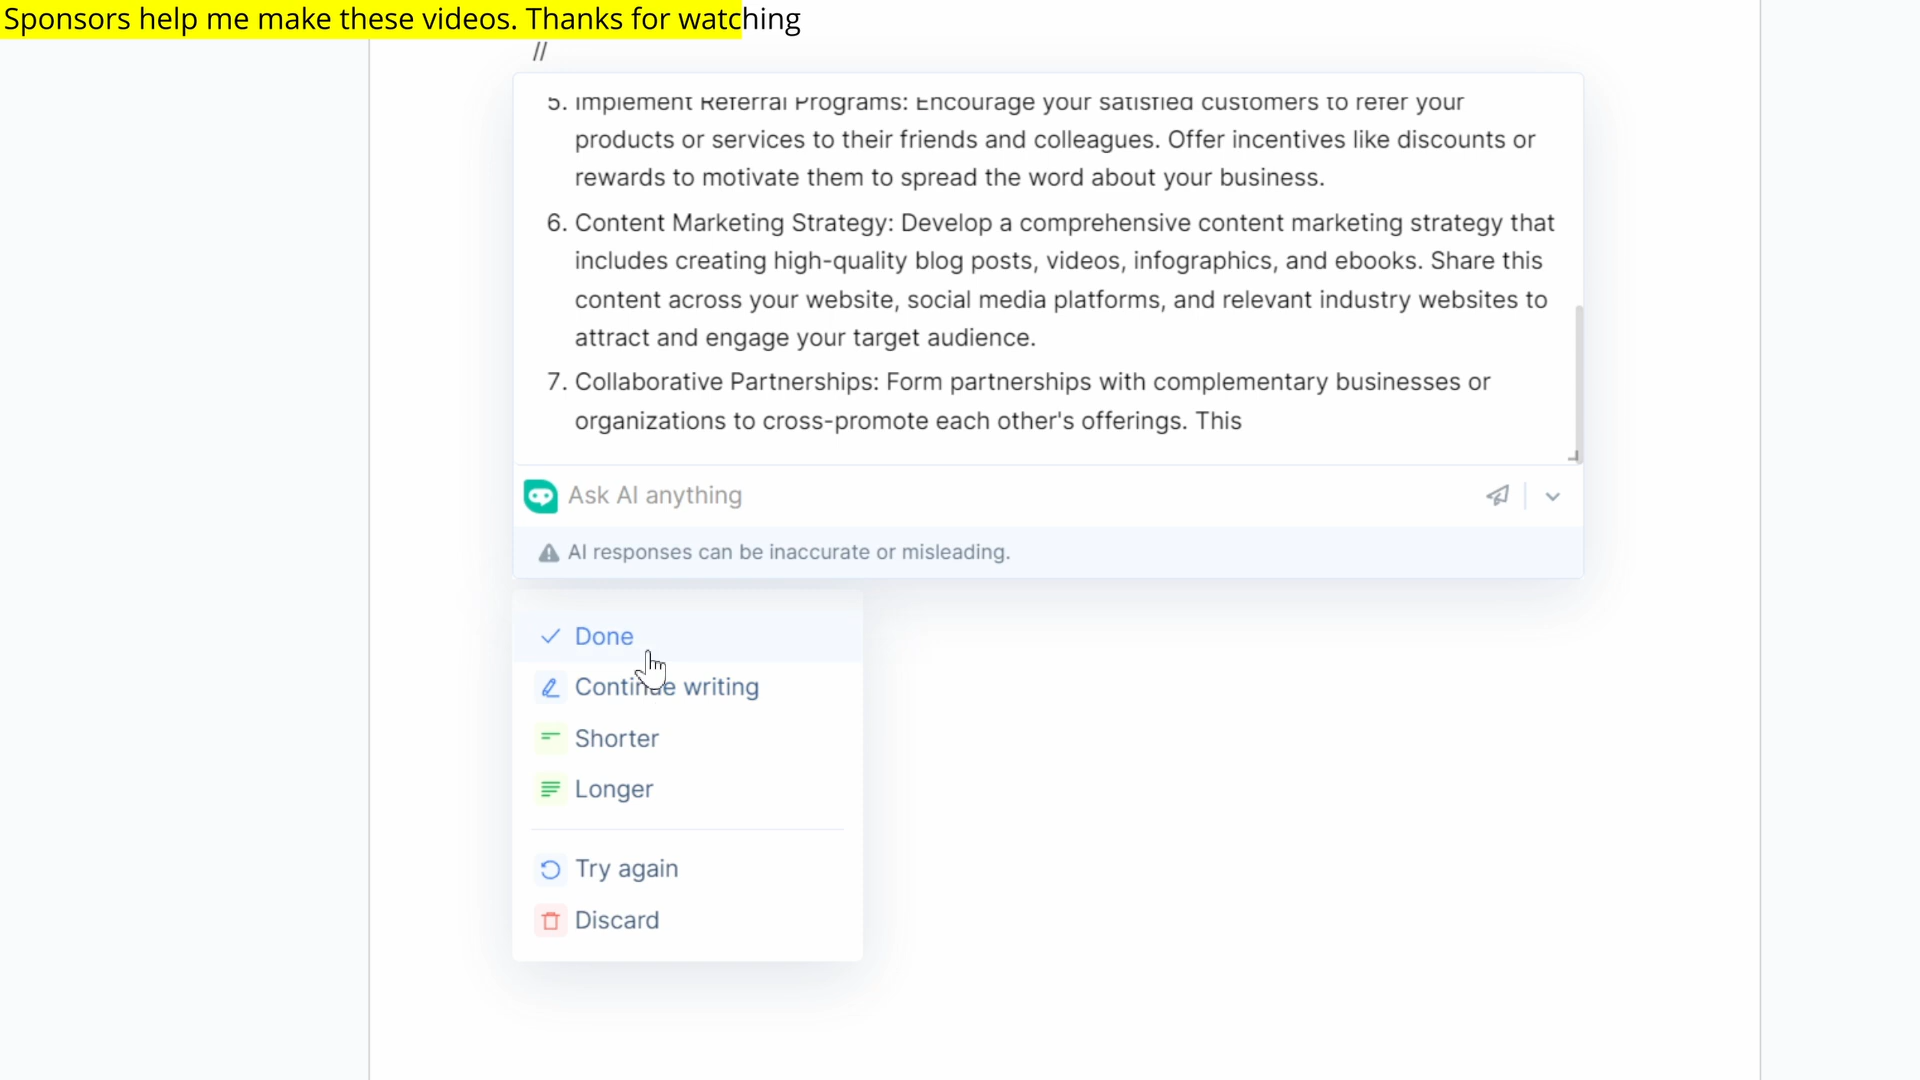 Sponsors help me make these videos. Thanks for watching
//
5. Implement Referral Programs: Encourage your satisfied customers to refer your
products or services to their friends and colleagues. Offer incentives like discounts or
rewards to motivate them to spread the word about your business.
6. Content Marketing Strategy: Develop a comprehensive content marketing strategy that
includes creating high-quality blog posts, videos, infographics, and ebooks. Share this
content across your website, social media platforms, and relevant industry websites to
attract and engage your target audience.
7. Collaborative Partnerships: Form partnerships with complementary businesses or
organizations to cross-promote each other's offerings. This
Ask AI anything
AI responses can be inaccurate or misleading.
Done
Continue writing
Shorter
Longer
Try again
Discard